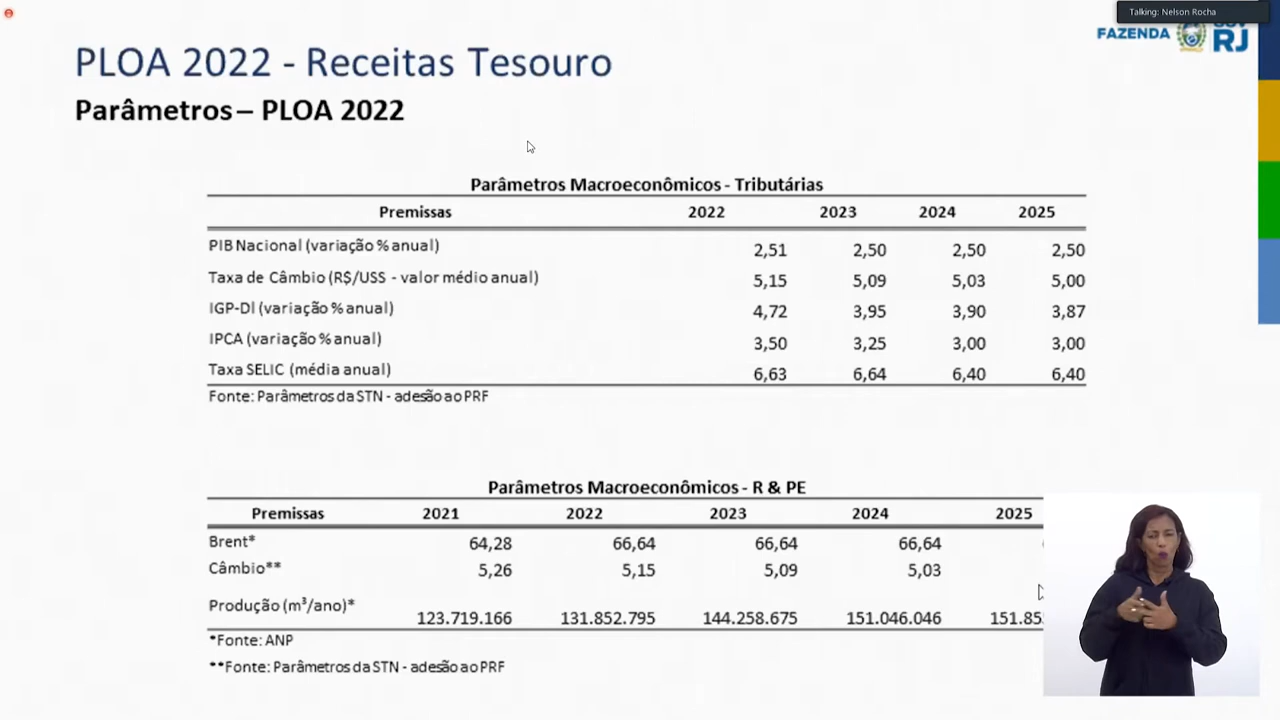 Talking: Nelson Rocha
FAZENDA
RJ
PLOA 2022 - Receitas Tesouro
Parâmetros – PLOA 2022
Parâmetros Macroeconômicos - Tributárias
Premissas 2022 2023 2024 2025
PIB Nacional (variação % anual) 2,51 2,50 2,50 2,50
Taxa de Câmbio (R$/US$ - valor médio anual) 5,15 5,09 5,03 5,00
IGP-DI (variação % anual) 4,72 3,95 3,90 3,87
IPCA (variação % anual) 3,50 3,25 3,00 3,00
Taxa SELIC (média anual) 6,63 6,64 6,40 6,40
Fonte: Parâmetros da STN - adesão ao PRF
Parâmetros Macroeconômicos - R & PE
Premissas 2021 2022 2023 2024 2025
Brent* 64,28 66,64 66,64 66,64
Câmbio** 5,26 5,15 5,09 5,03
Produção (m³/ano)* 123.719.166 131.852.795 144.258.675 151.046.046
*Fonte: ANP
**Fonte: Parâmetros da STN - adesão ao PRF